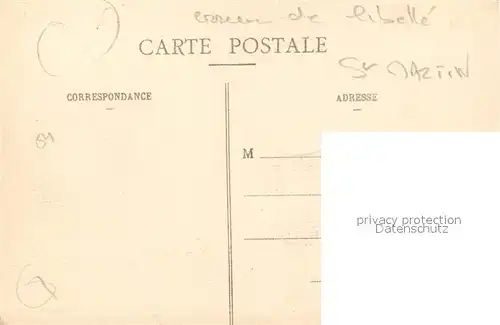 erreur de libellé
CARTE POSTALE
St MARTIN
CORRESPONDANCE
ADRESSE
M
privacy protection
Datenschutz